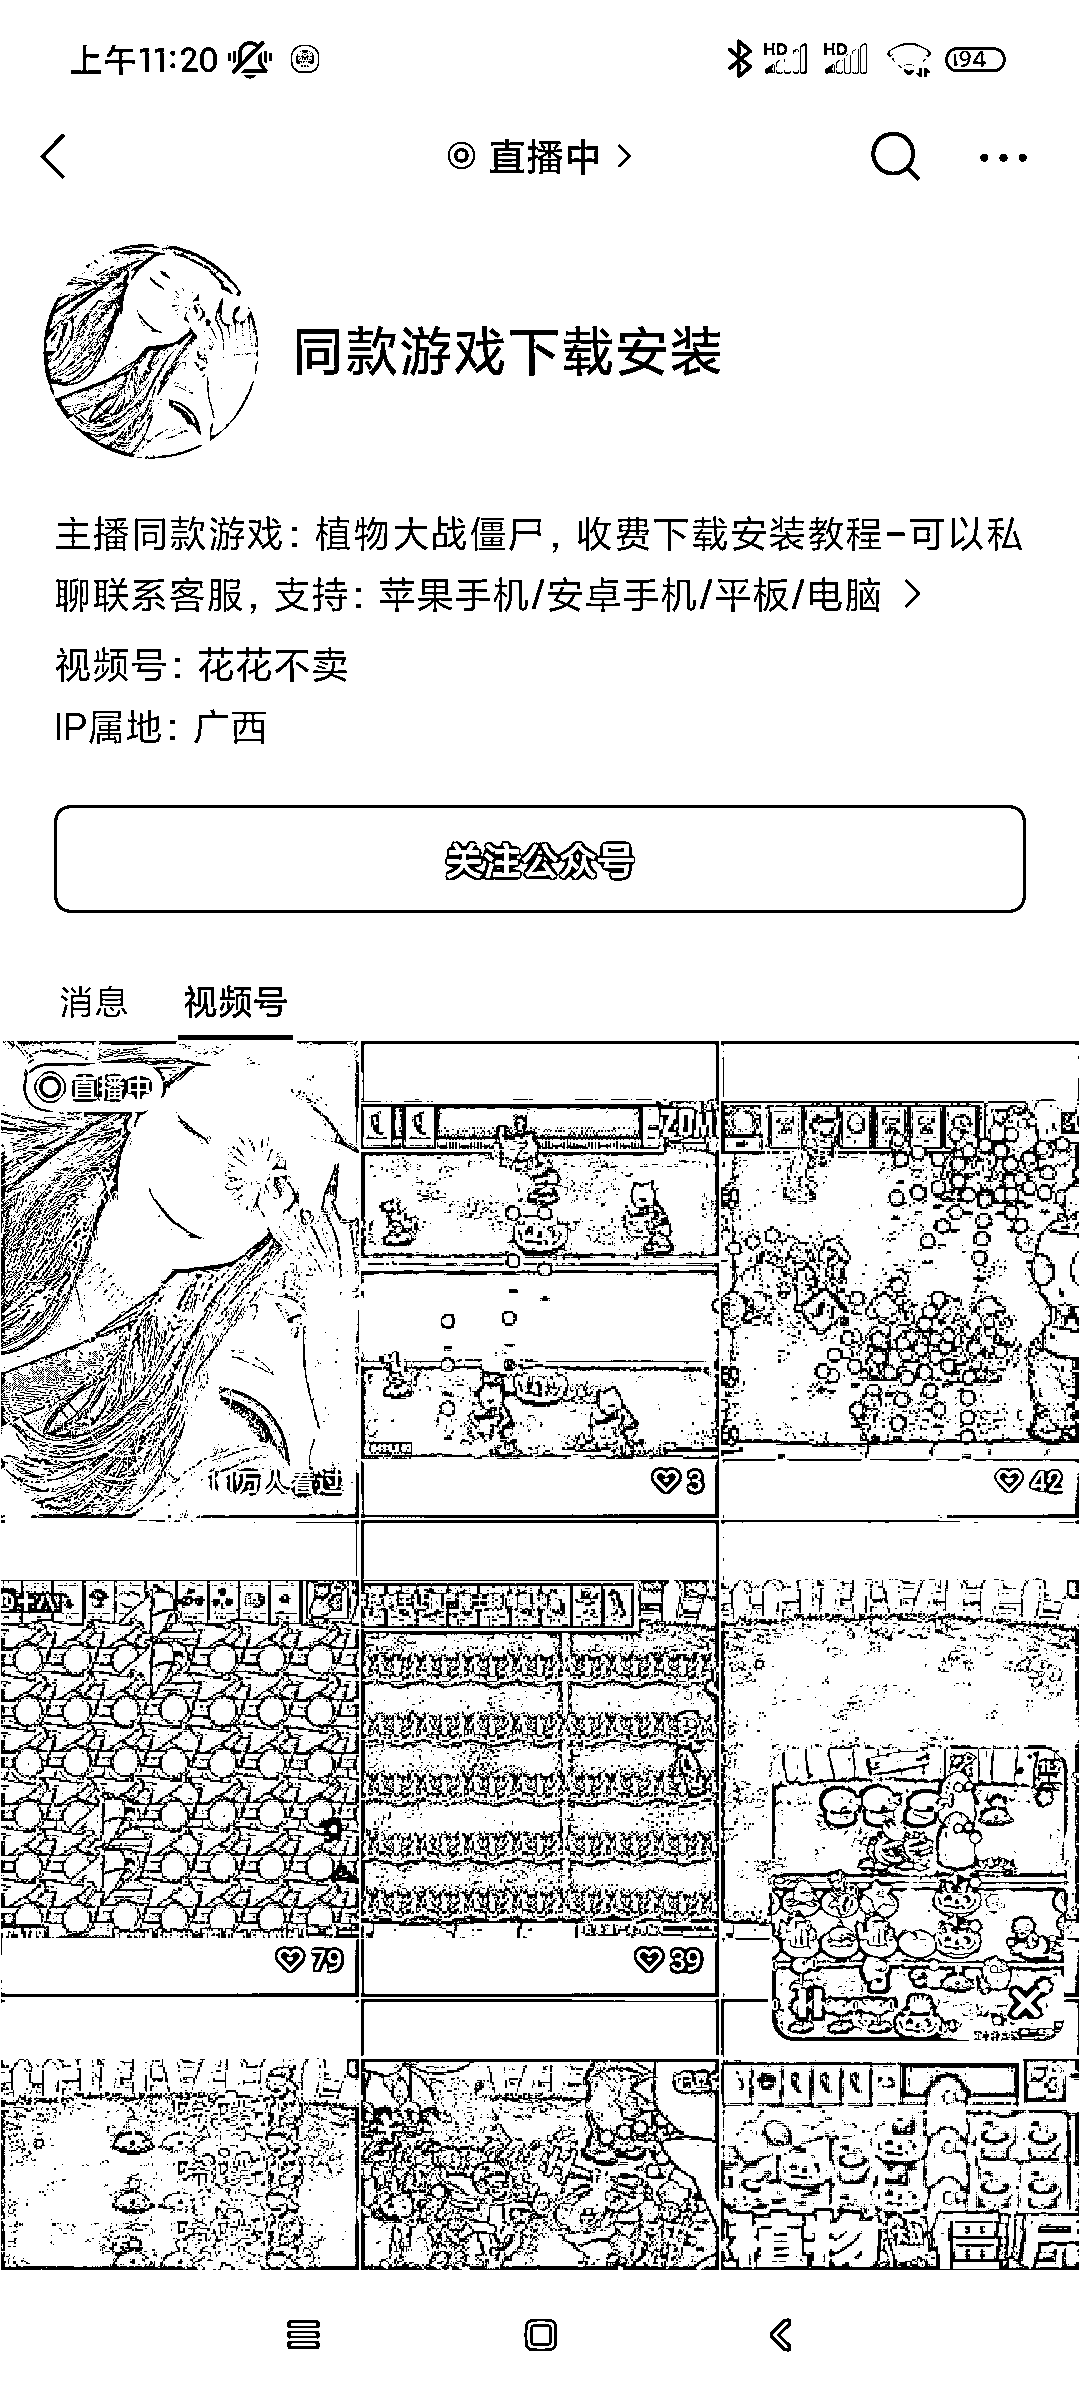 上午11:20
HD
HD
94
直播中
同款游戏下载安装
主播同款游戏：植物大战僵尸，收费下载安装教程-可以私
聊联系客服，支持：苹果手机/安卓手机/平板/电脑
视频号：花花不卖
IP属地：广西
关注公众号
消息
视频号
直播中
万人看过
3
42
79
39
植物